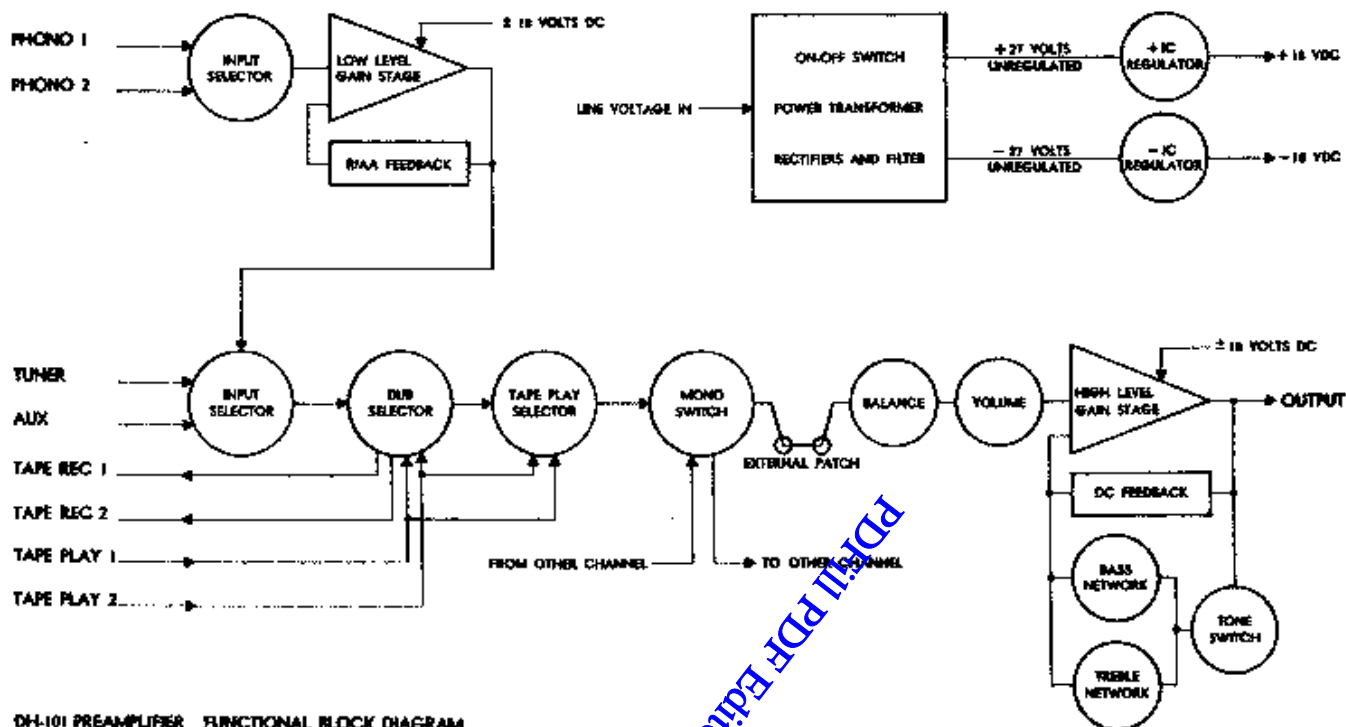 PHONO 1
PHONO 2
INPUT
SELECTOR
LOW LEVEL
GAIN STAGE
± 18 VOLTS DC
RIAA FEEDBACK
LINE VOLTAGE IN
ON-OFF SWITCH
POWER TRANSFORMER
RECTIFIERS AND FILTER
+ 27 VOLTS
UNREGULATED
+ IC
REGULATOR
+ 18 VDC
− 27 VOLTS
UNREGULATED
− IC
REGULATOR
− 18 VDC
TUNER
AUX
TAPE REC 1
TAPE REC 2
TAPE PLAY 1
TAPE PLAY 2
INPUT
SELECTOR
DUB
SELECTOR
TAPE PLAY
SELECTOR
MONO
SWITCH
EXTERNAL PATCH
FROM OTHER CHANNEL
TO OTHER CHANNEL
BALANCE
VOLUME
HIGH LEVEL
GAIN STAGE
± 18 VOLTS DC
OUTPUT
DC FEEDBACK
BASS
NETWORK
TREBLE
NETWORK
TONE
SWITCH
PDFill PDF Edito
DH-101 PREAMPLIFIER FUNCTIONAL BLOCK DIAGRAM